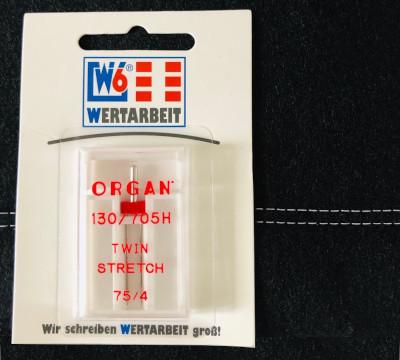 W6®
WERTARBEIT
ORGAN
130/705H
TWIN
STRETCH
75/4
Wir schreiben WERTARBEIT groß!